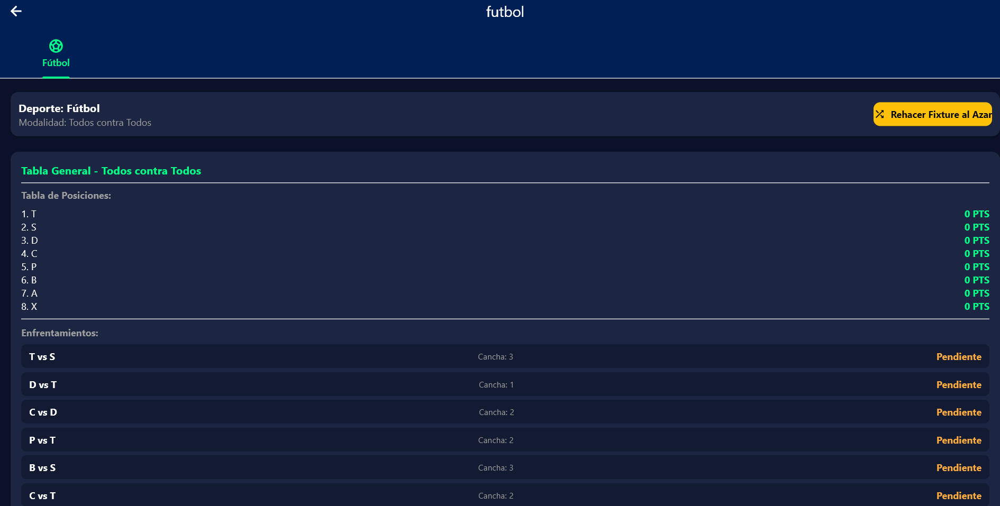 futbol
Fútbol
Deporte: Fútbol
Modalidad: Todos contra Todos
Rehacer Fixture al Azar
Tabla General - Todos contra Todos
Tabla de Posiciones:
1. T 0 PTS
2. S 0 PTS
3. D 0 PTS
4. C 0 PTS
5. P 0 PTS
6. B 0 PTS
7. A 0 PTS
8. X 0 PTS
Enfrentamientos:
T vs S Cancha: 3 Pendiente
D vs T Cancha: 1 Pendiente
C vs D Cancha: 2 Pendiente
P vs T Cancha: 2 Pendiente
B vs S Cancha: 3 Pendiente
C vs T Cancha: 2 Pendiente